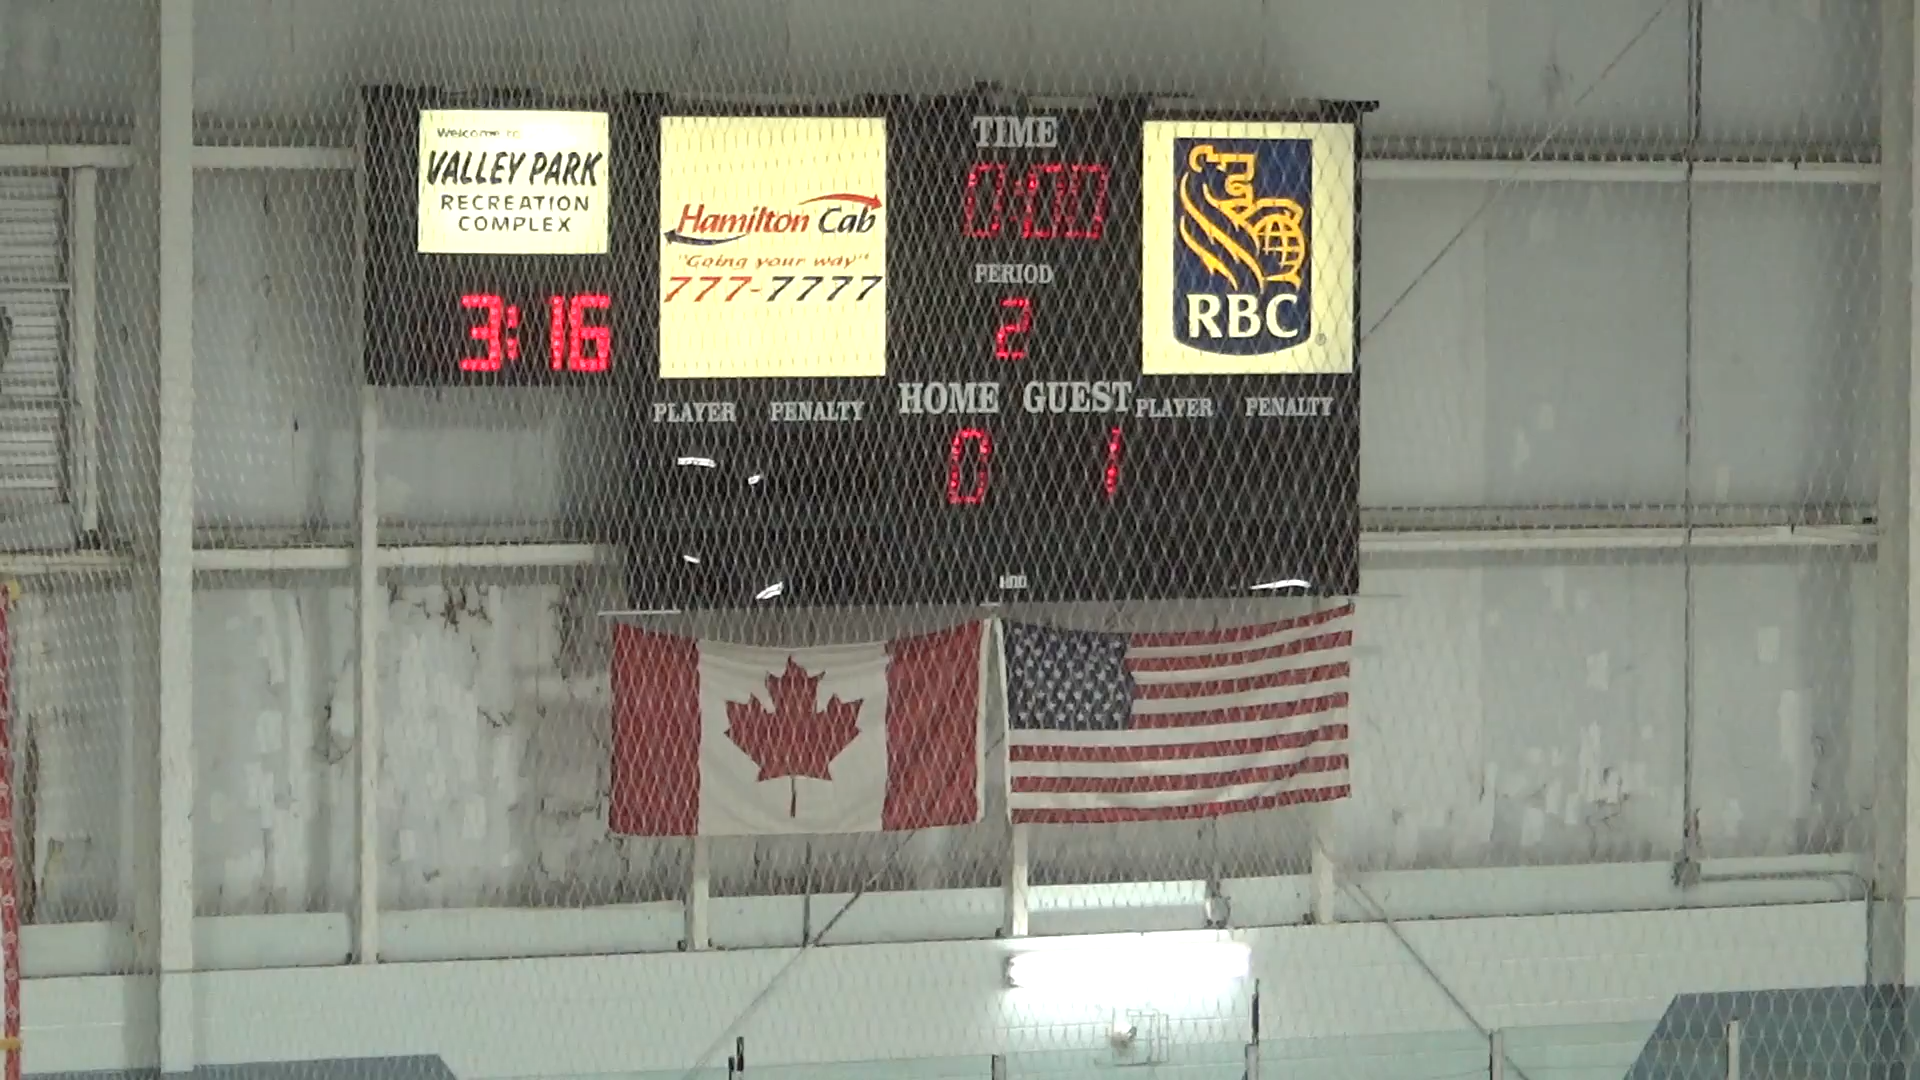 Welcome to
VALLEY PARK
RECREATION
COMPLEX
3:16
Hamilton Cab
"Going your way"
777-7777
TIME
0:00
PERIOD
2
RBC
®
HOME GUEST
0 1
PLAYER PENALTY
PLAYER PENALTY